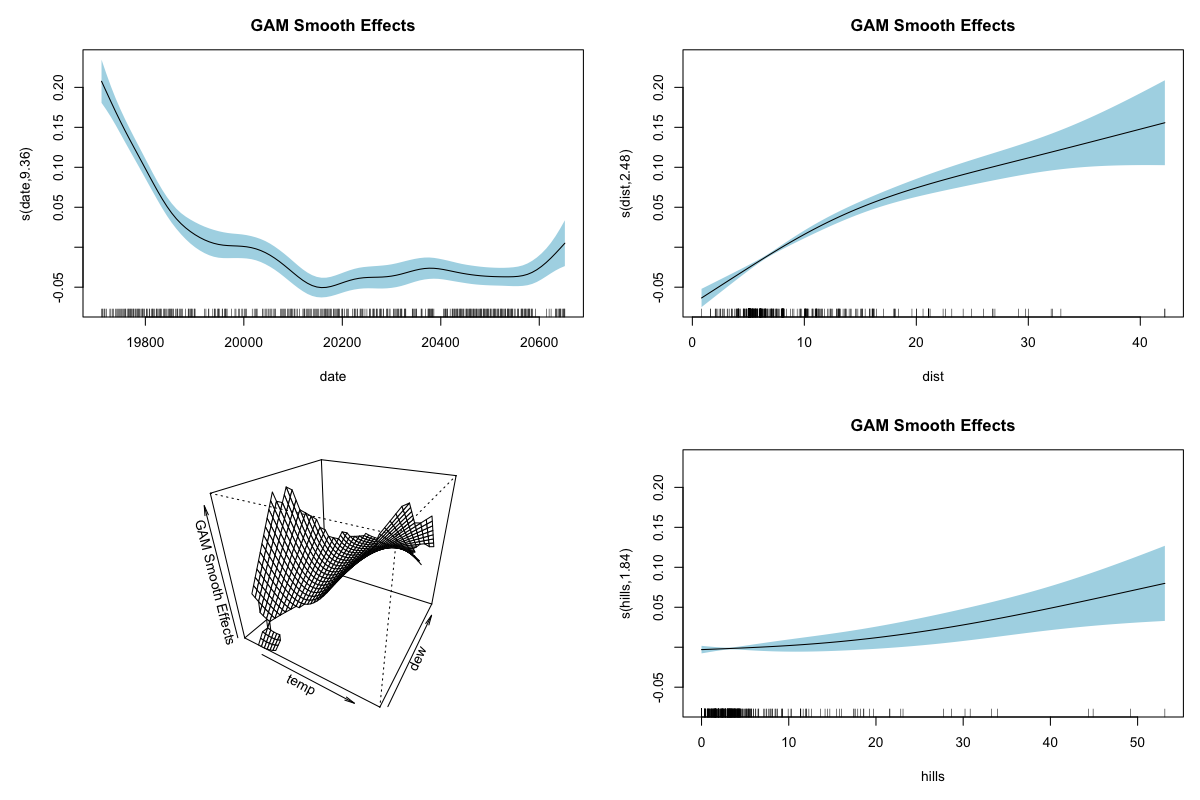 GAM Smooth Effects
s(date,9.36)
0.20
0.15
0.10
0.05
-0.05
19800 20000 20200 20400 20600
date
GAM Smooth Effects
s(dist,2.48)
0.20
0.15
0.10
0.05
-0.05
0 10 20 30 40
dist
GAM Smooth Effects
temp
dew
GAM Smooth Effects
s(hills,1.84)
0.20
0.15
0.10
0.05
-0.05
0 10 20 30 40 50
hills